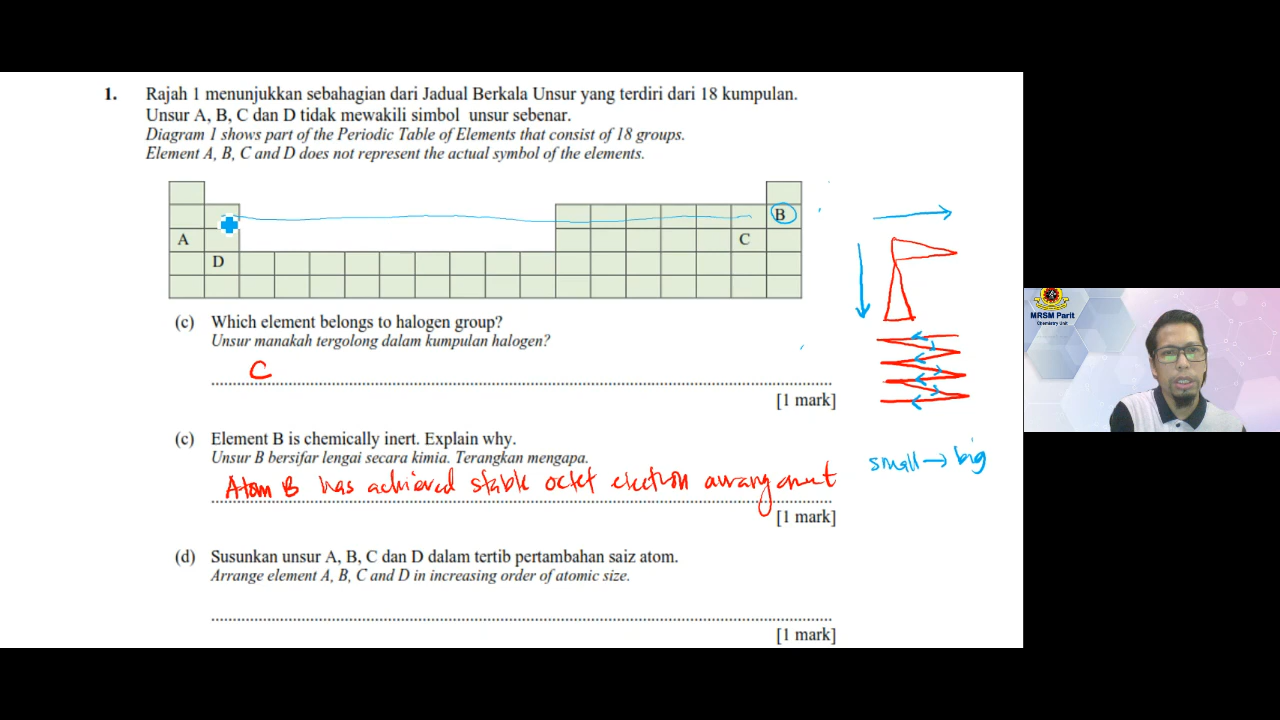 1. Rajah 1 menunjukkan sebahagian dari Jadual Berkala Unsur yang terdiri dari 18 kumpulan.
Unsur A, B, C dan D tidak mewakili simbol unsur sebenar.
Diagram 1 shows part of the Periodic Table of Elements that consist of 18 groups.
Element A, B, C and D does not represent the actual symbol of the elements.
B
A C
D
(c) Which element belongs to halogen group?
Unsur manakah tergolong dalam kumpulan halogen?
C
[1 mark]
(c) Element B is chemically inert. Explain why.
Unsur B bersifar lengai secara kimia. Terangkan mengapa.
Atom B has achieved stable octet electron arrangement
[1 mark]
(d) Susunkan unsur A, B, C dan D dalam tertib pertambahan saiz atom.
Arrange element A, B, C and D in increasing order of atomic size.
[1 mark]
small → big
MRSM Parit
Chemistry Unit